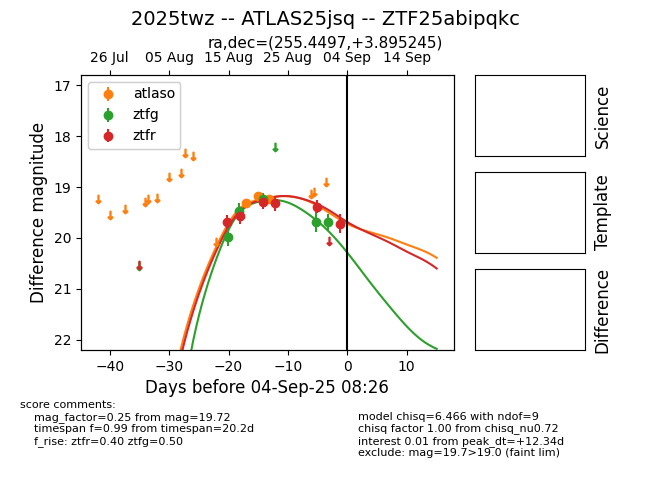 2025twz -- ATLAS25jsq -- ZTF25abipqkc
ra,dec=(255.4497,+3.895245)
26 Jul 05 Aug 15 Aug 25 Aug 04 Sep 14 Sep
atlaso
ztfg
ztfr
17
18
19
20
21
22
Difference magnitude
−40 −30 −20 −10 0 10
Days before 04-Sep-25 08:26
Science
Template
Difference
score comments:
mag_factor=0.25 from mag=19.72
timespan f=0.99 from timespan=20.2d
f_rise: ztfr=0.40 ztfg=0.50
model chisq=6.466 with ndof=9
chisq factor 1.00 from chisq_nu0.72
interest 0.01 from peak_dt=+12.34d
exclude: mag=19.7>19.0 (faint lim)